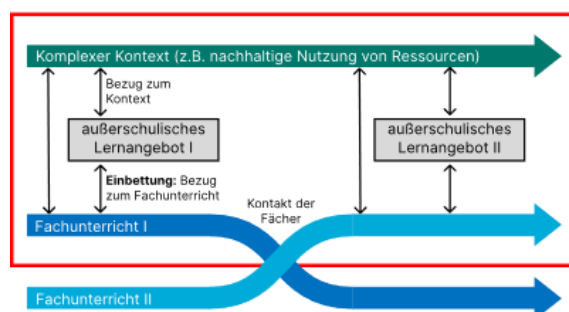 Komplexer Kontext (z.B. nachhaltige Nutzung von Ressourcen)
Bezug zum
Kontext
außerschulisches
Lernangebot I
außerschulisches
Lernangebot II
Einbettung: Bezug
zum Fachunterricht
Kontakt der
Fächer
Fachunterricht I
Fachunterricht II